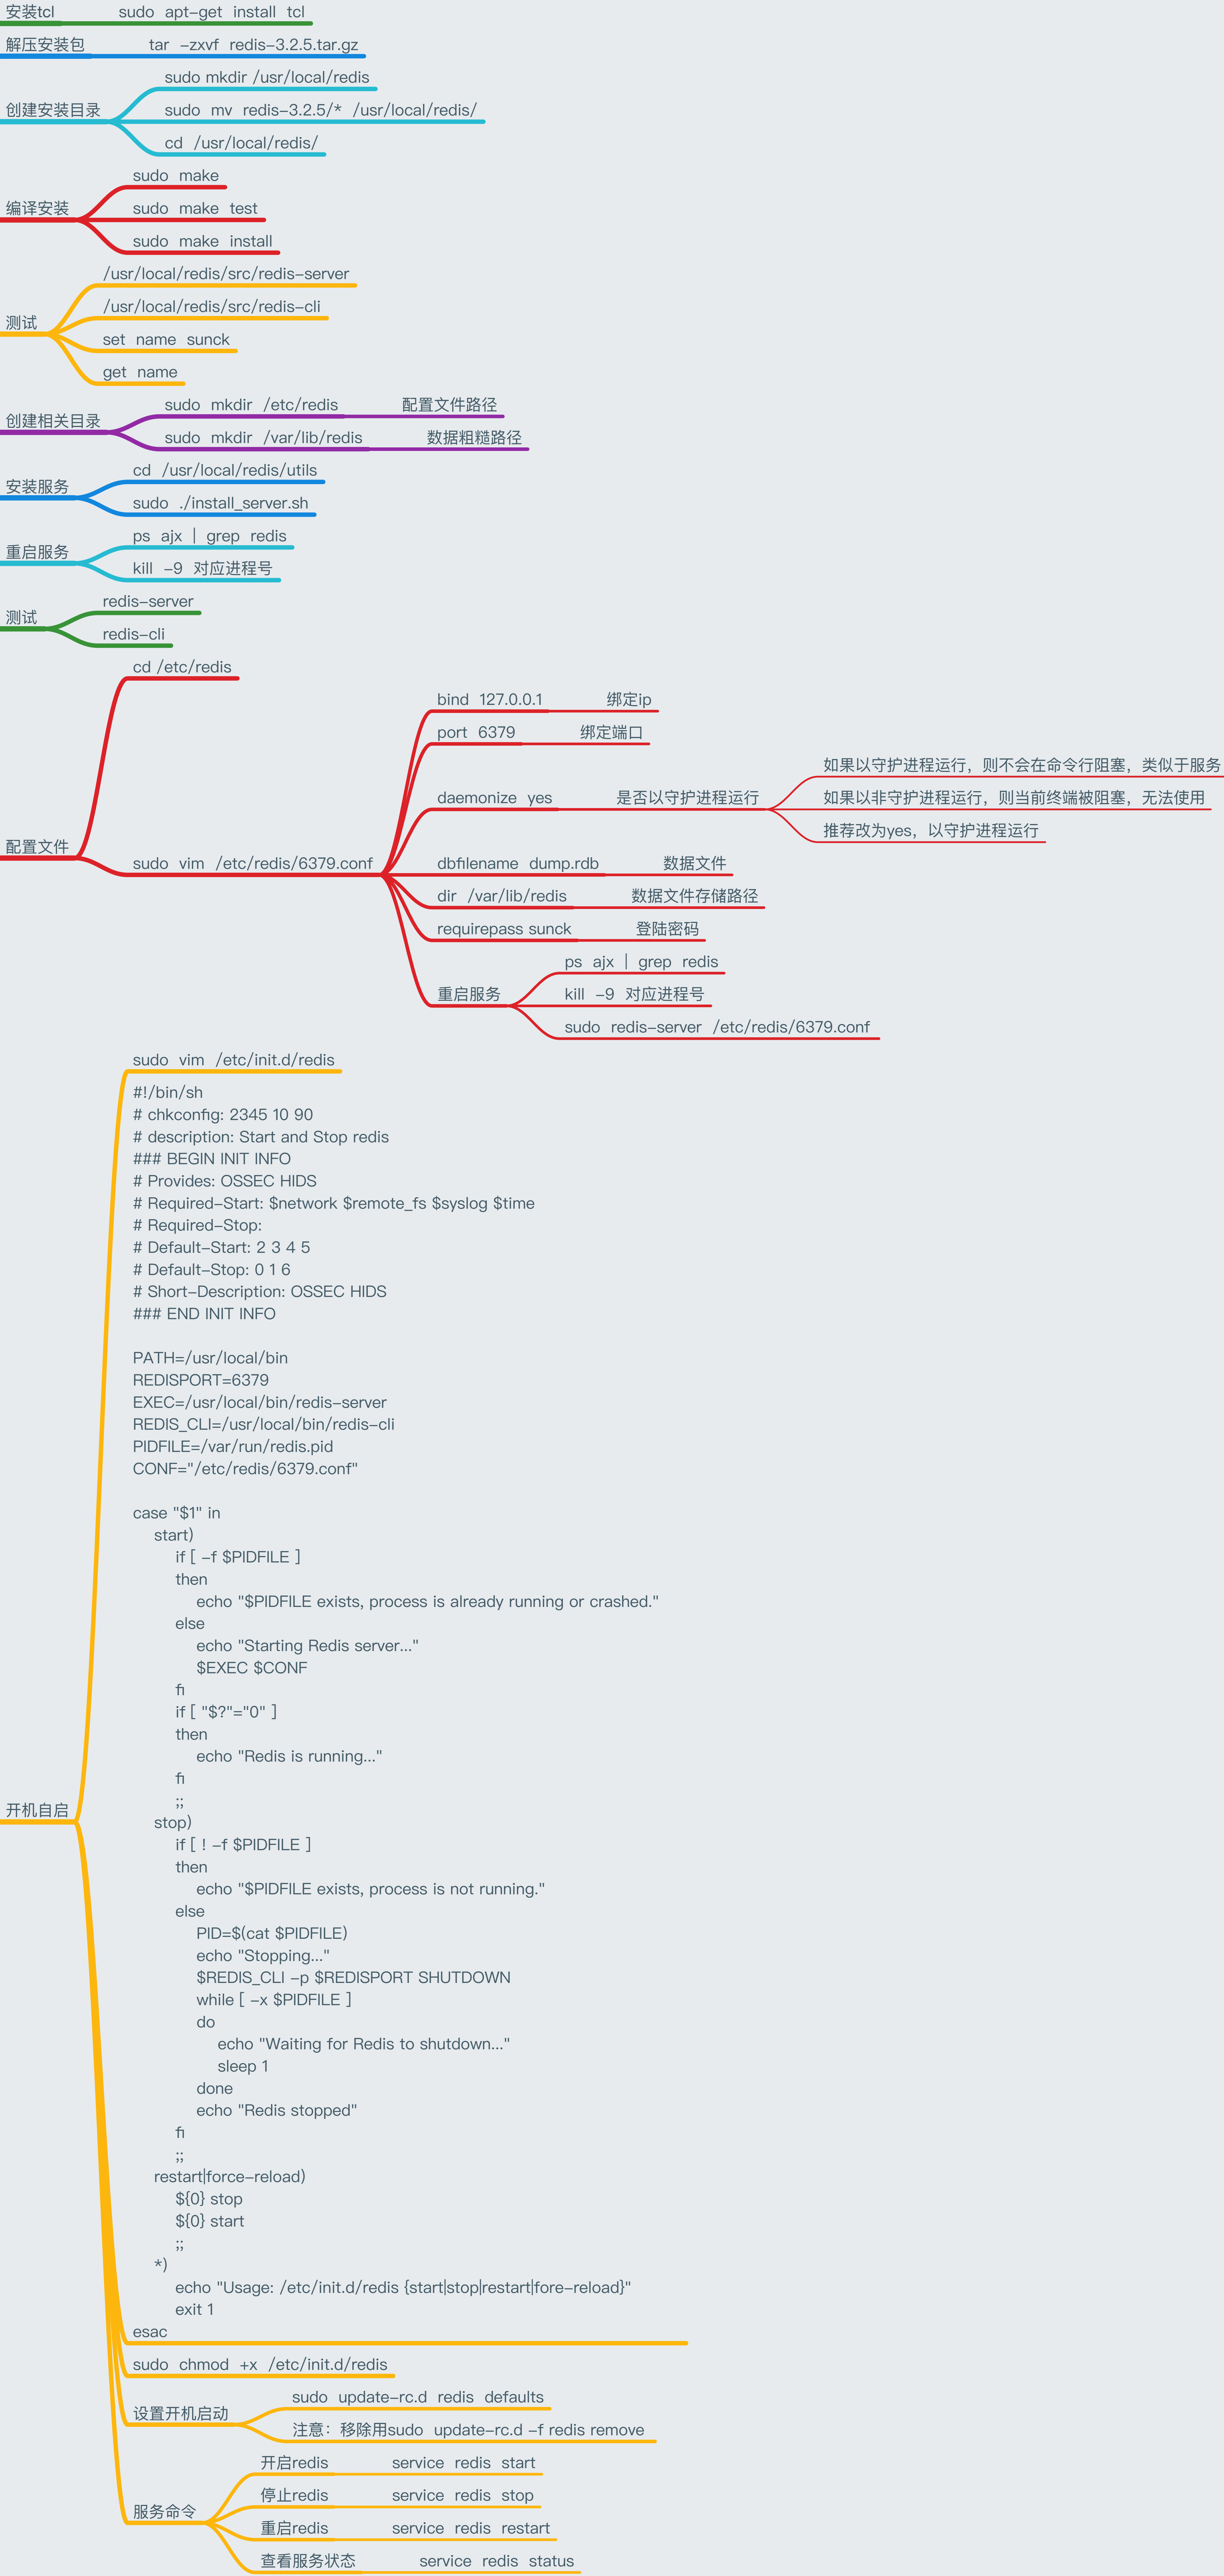 安装tcl
sudo apt-get install tcl
解压安装包
tar -zxvf redis-3.2.5.tar.gz
创建安装目录
sudo mkdir /usr/local/redis
sudo mv redis-3.2.5/* /usr/local/redis/
cd /usr/local/redis/
编译安装
sudo make
sudo make test
sudo make install
测试
/usr/local/redis/src/redis-server
/usr/local/redis/src/redis-cli
set name sunck
get name
创建相关目录
sudo mkdir /etc/redis
配置文件路径
sudo mkdir /var/lib/redis
数据粗糙路径
安装服务
cd /usr/local/redis/utils
sudo ./install_server.sh
重启服务
ps ajx | grep redis
kill -9 对应进程号
测试
redis-server
redis-cli
配置文件
cd /etc/redis
sudo vim /etc/redis/6379.conf
bind 127.0.0.1
绑定ip
port 6379
绑定端口
daemonize yes
是否以守护进程运行
如果以守护进程运行，则不会在命令行阻塞，类似于服务
如果以非守护进程运行，则当前终端被阻塞，无法使用
推荐改为yes，以守护进程运行
dbfilename dump.rdb
数据文件
dir /var/lib/redis
数据文件存储路径
requirepass sunck
登陆密码
重启服务
ps ajx | grep redis
kill -9 对应进程号
sudo redis-server /etc/redis/6379.conf
开机自启
sudo vim /etc/init.d/redis
#!/bin/sh
# chkconfig: 2345 10 90
# description: Start and Stop redis
### BEGIN INIT INFO
# Provides: OSSEC HIDS
# Required-Start: $network $remote_fs $syslog $time
# Required-Stop:
# Default-Start: 2 3 4 5
# Default-Stop: 0 1 6
# Short-Description: OSSEC HIDS
### END INIT INFO
PATH=/usr/local/bin
REDISPORT=6379
EXEC=/usr/local/bin/redis-server
REDIS_CLI=/usr/local/bin/redis-cli
PIDFILE=/var/run/redis.pid
CONF="/etc/redis/6379.conf"
case "$1" in
start)
if [ -f $PIDFILE ]
then
echo "$PIDFILE exists, process is already running or crashed."
else
echo "Starting Redis server..."
$EXEC $CONF
fi
if [ "$?"="0" ]
then
echo "Redis is running..."
fi
;;
stop)
if [ ! -f $PIDFILE ]
then
echo "$PIDFILE exists, process is not running."
else
PID=$(cat $PIDFILE)
echo "Stopping..."
$REDIS_CLI -p $REDISPORT SHUTDOWN
while [ -x $PIDFILE ]
do
echo "Waiting for Redis to shutdown..."
sleep 1
done
echo "Redis stopped"
fi
;;
restart|force-reload)
${0} stop
${0} start
;;
*)
echo "Usage: /etc/init.d/redis {start|stop|restart|fore-reload}"
exit 1
esac
sudo chmod +x /etc/init.d/redis
设置开机启动
sudo update-rc.d redis defaults
注意：移除用sudo update-rc.d -f redis remove
服务命令
开启redis
service redis start
停止redis
service redis stop
重启redis
service redis restart
查看服务状态
service redis status